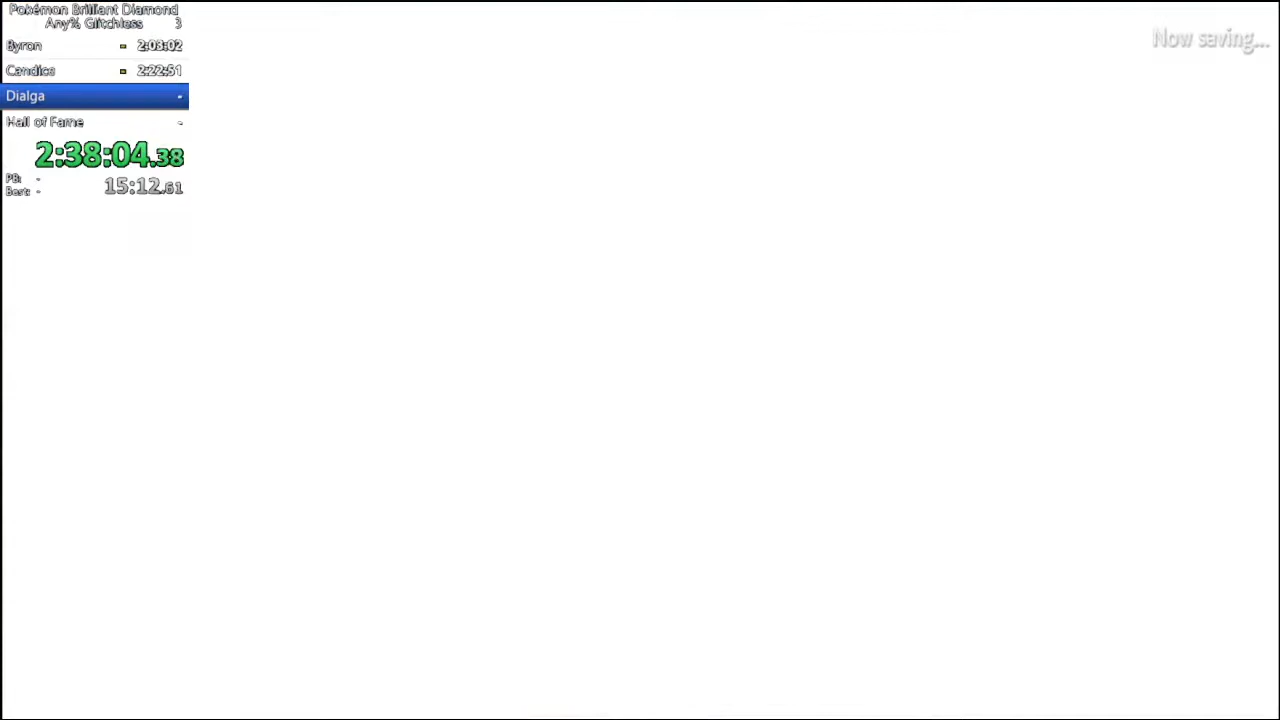 Pokémon Brilliant Diamond
Any% Glitchless 3
Byron - 2:03:02
Candice - 2:22:51
Dialga -
Hall of Fame -
2:38:04.38
PB: -
Best: -
15:12.61
Now saving...